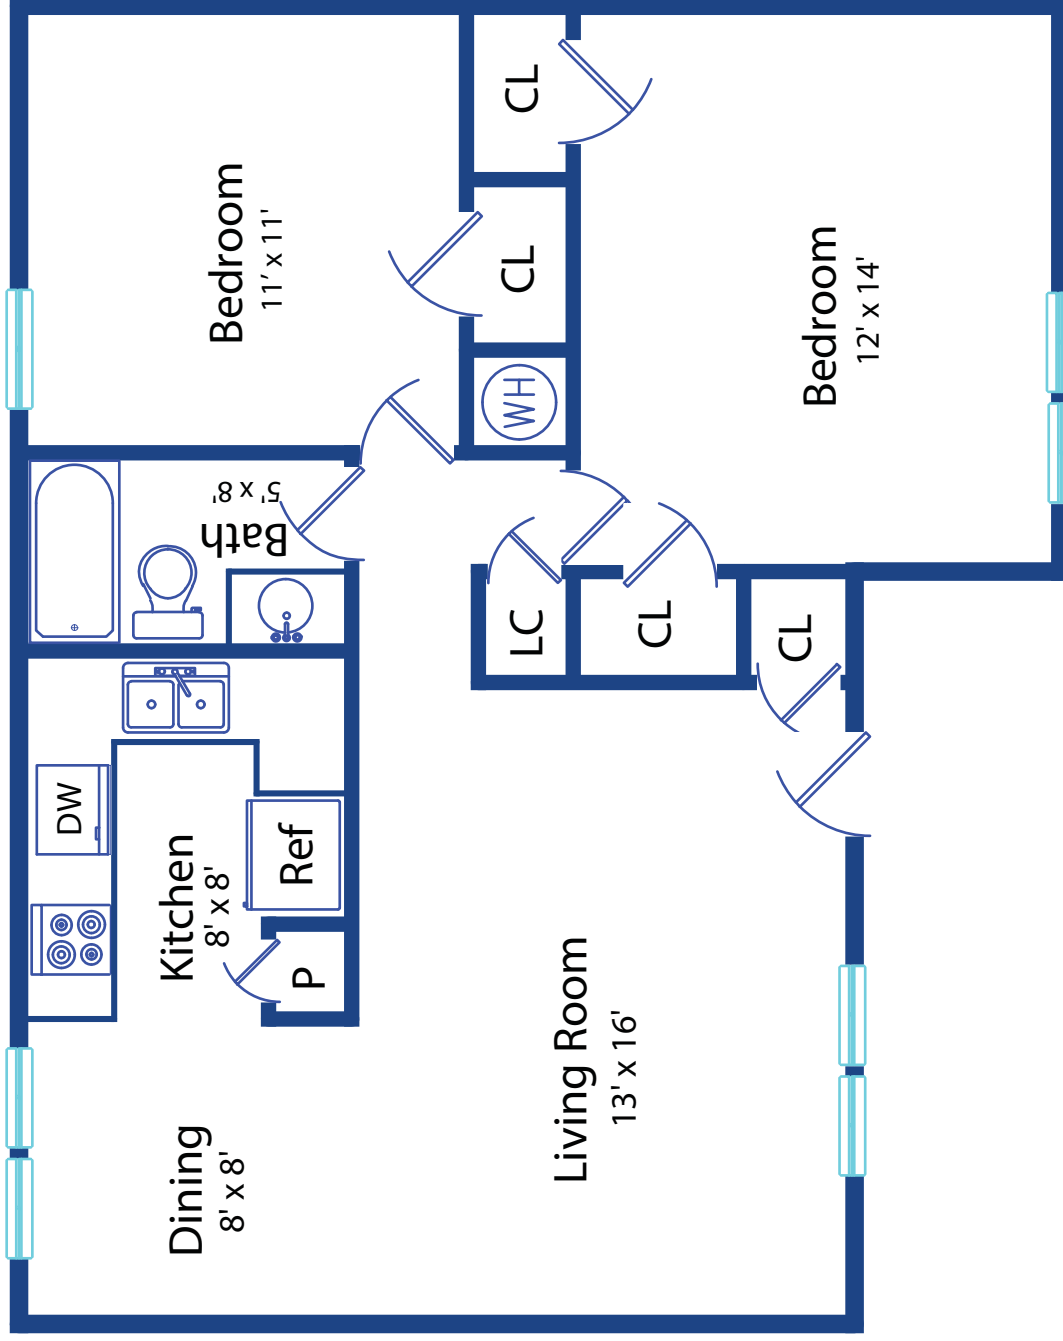 Bedroom
11' x 11'
CL
CL
WH
Bedroom
12' x 14'
Bath
5' x 8'
LC
CL
CL
DW
Kitchen
8' x 8'
Ref
P
Dining
8' x 8'
Living Room
13' x 16'